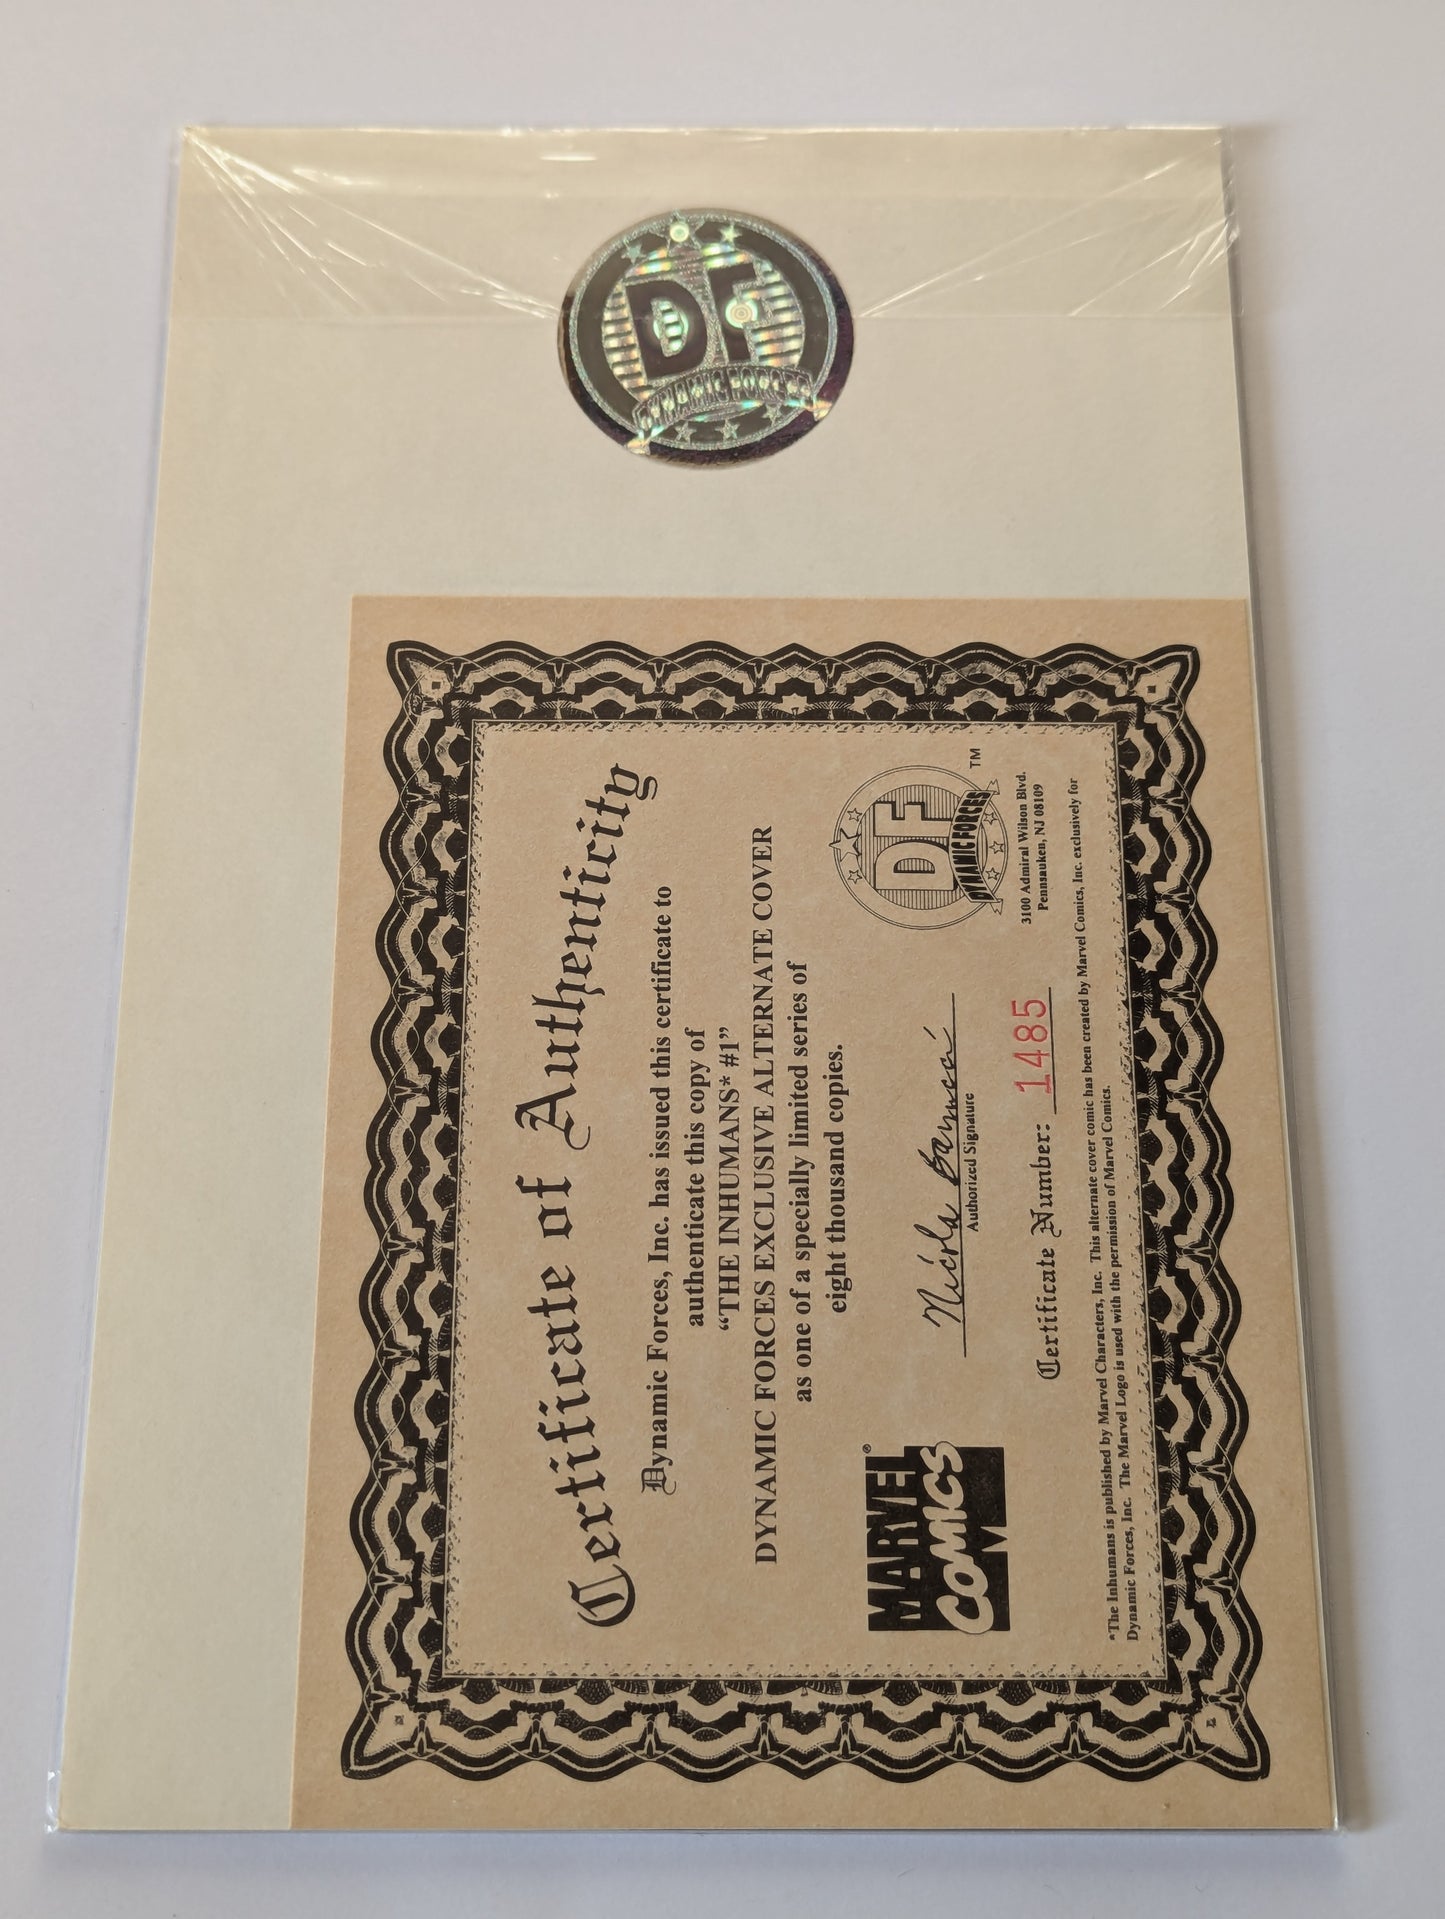 DF
DYNAMIC FORCES
Certificate of Authenticity
Dynamic Forces, Inc. has issued this certificate to
authenticate this copy of
“THE INHUMANS* #1”
DYNAMIC FORCES EXCLUSIVE ALTERNATE COVER
as one of a specially limited series of
eight thousand copies.
MARVEL®
COMICS
Nicola Barrucci
Authorized Signature
Certificate Number: 1485
DF
DYNAMIC FORCES
TM
3100 Admiral Wilson Blvd.
Pennsauken, NJ 08109
*The Inhumans is published by Marvel Characters, Inc. This alternate cover comic has been created by Marvel Comics, Inc. exclusively for
Dynamic Forces, Inc. The Marvel Logo is used with the permission of Marvel Comics.